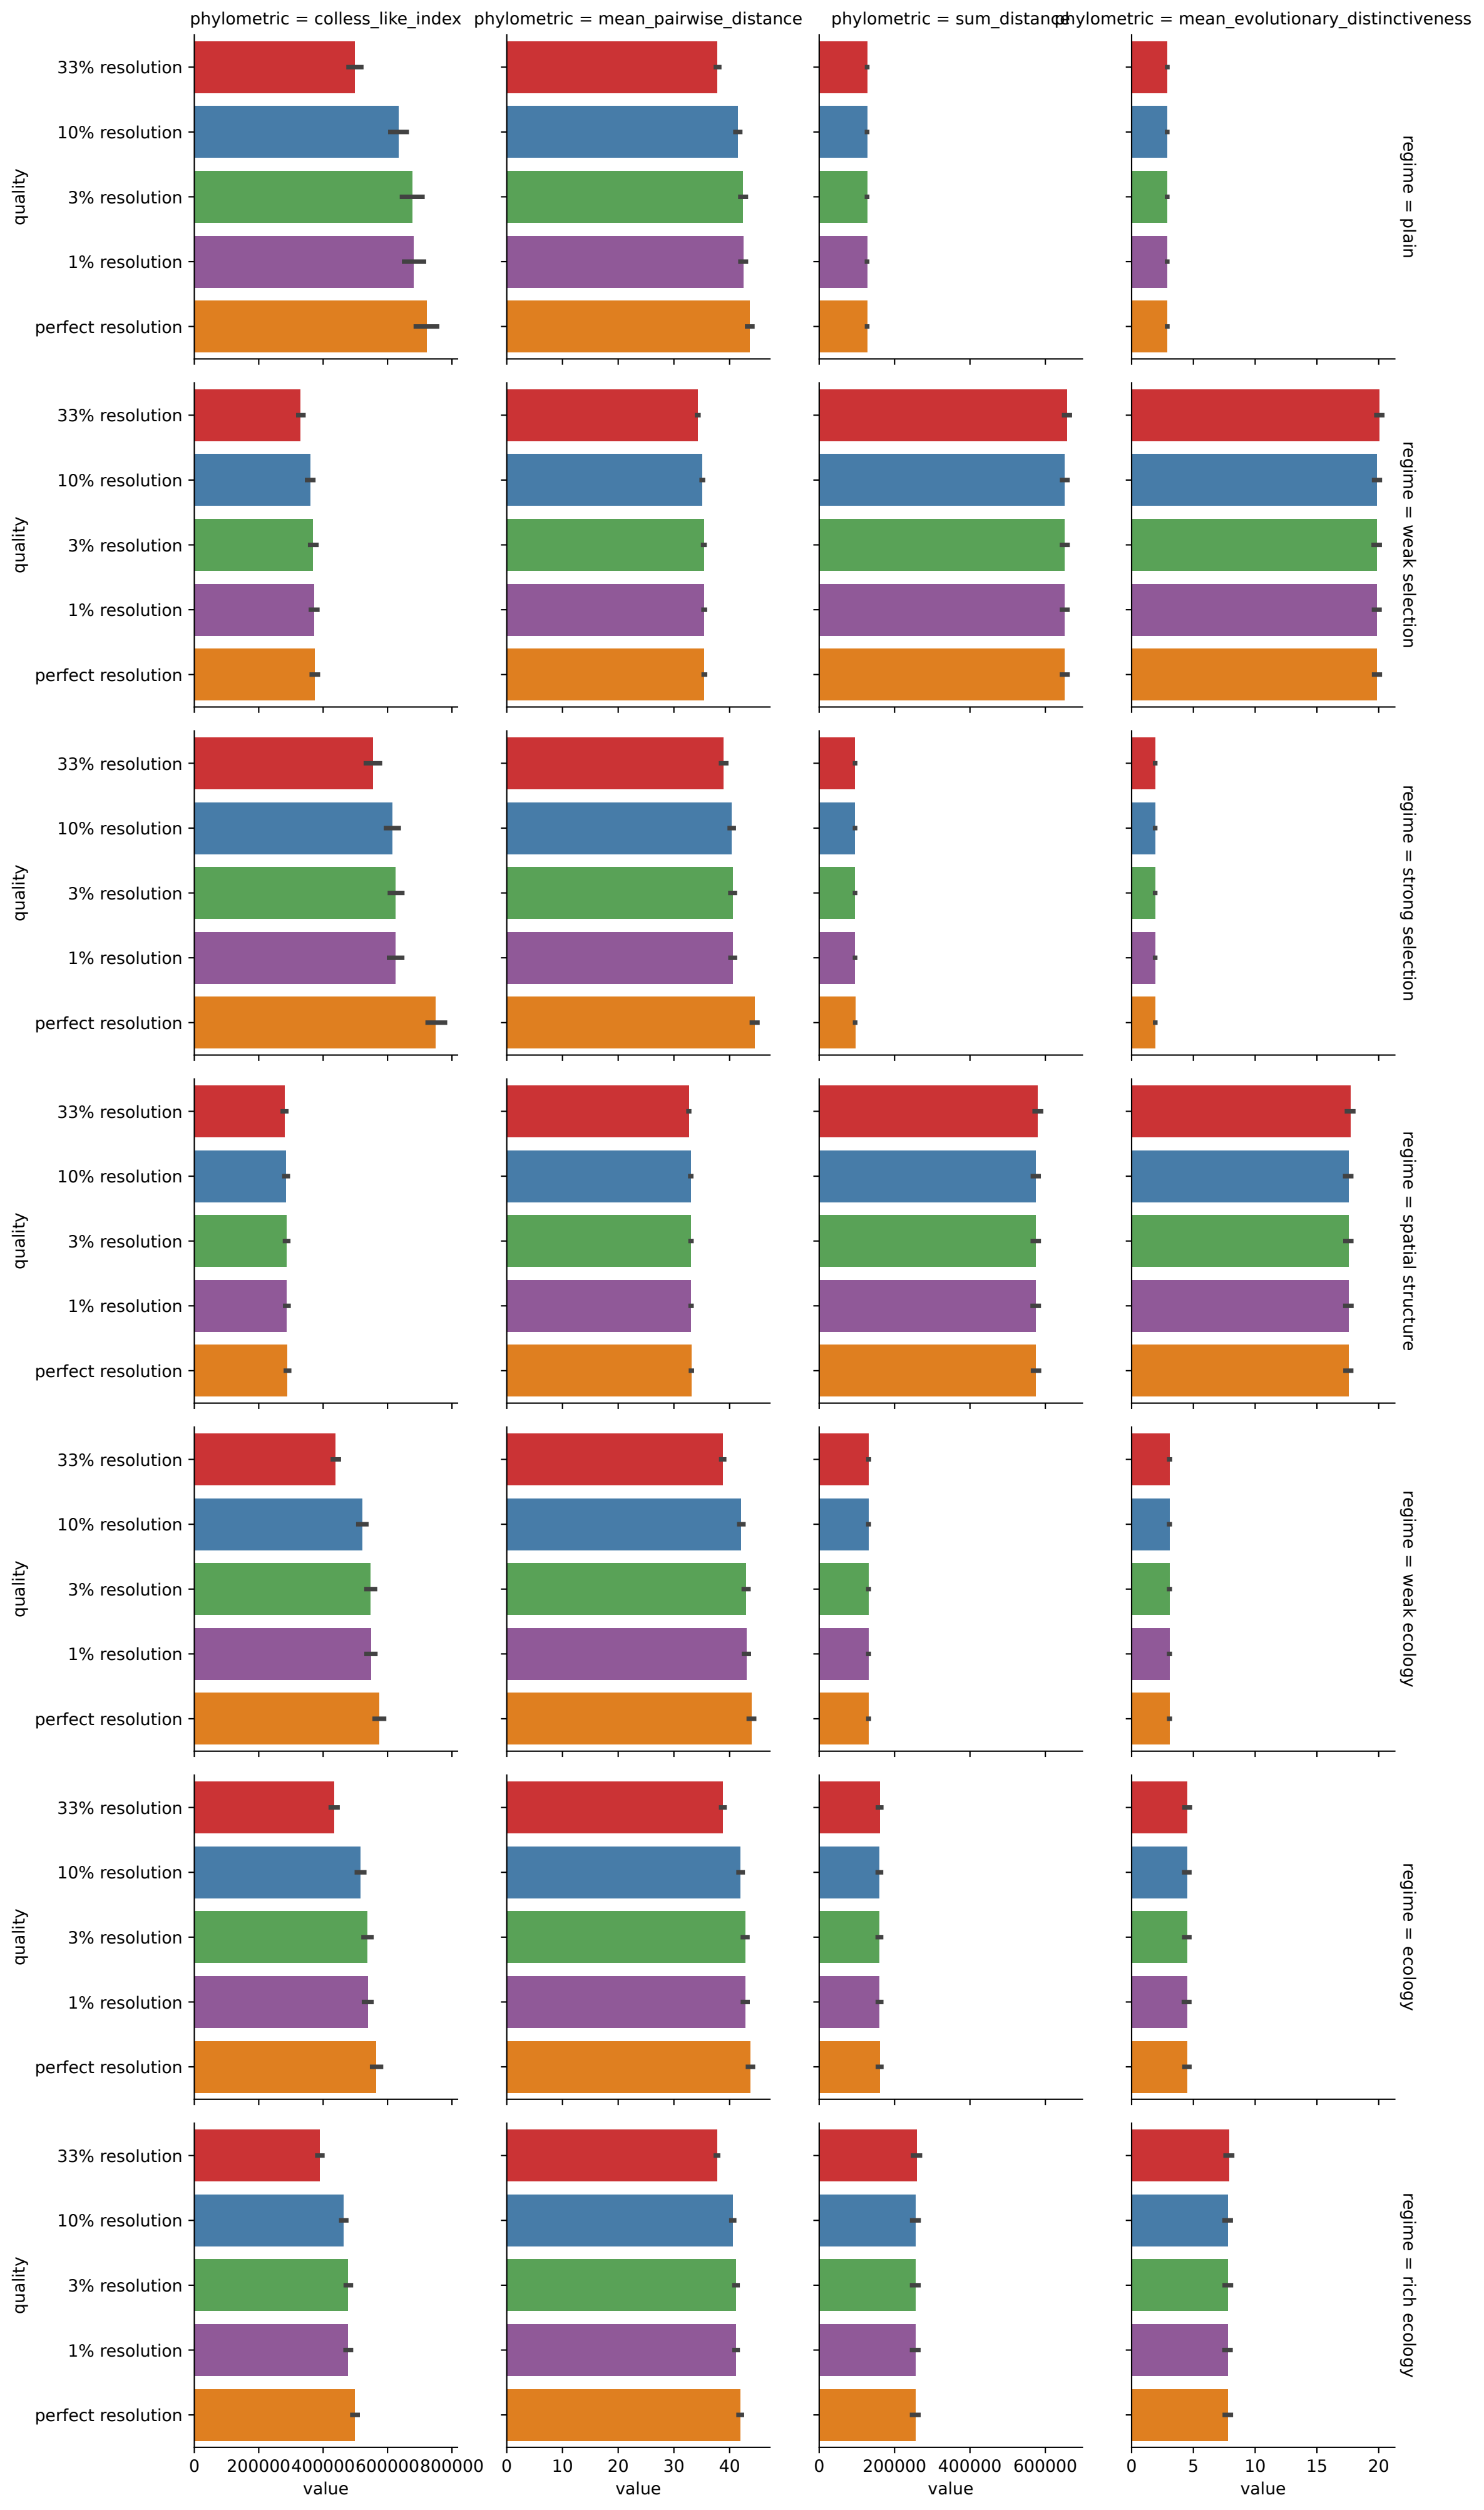 phylometric = colless_like_index
phylometric = mean_pairwise_distance
phylometric = sum_distance
phylometric = mean_evolutionary_distinctiveness
quality
33% resolution
10% resolution
3% resolution
1% resolution
perfect resolution
regime = plain
quality
33% resolution
10% resolution
3% resolution
1% resolution
perfect resolution
regime = weak selection
quality
33% resolution
10% resolution
3% resolution
1% resolution
perfect resolution
regime = strong selection
quality
33% resolution
10% resolution
3% resolution
1% resolution
perfect resolution
regime = spatial structure
quality
33% resolution
10% resolution
3% resolution
1% resolution
perfect resolution
regime = weak ecology
quality
33% resolution
10% resolution
3% resolution
1% resolution
perfect resolution
regime = ecology
quality
33% resolution
10% resolution
3% resolution
1% resolution
perfect resolution
regime = rich ecology
0 200000 400000 600000 800000
value
0 10 20 30 40
value
0 200000 400000 600000
value
0 5 10 15 20
value